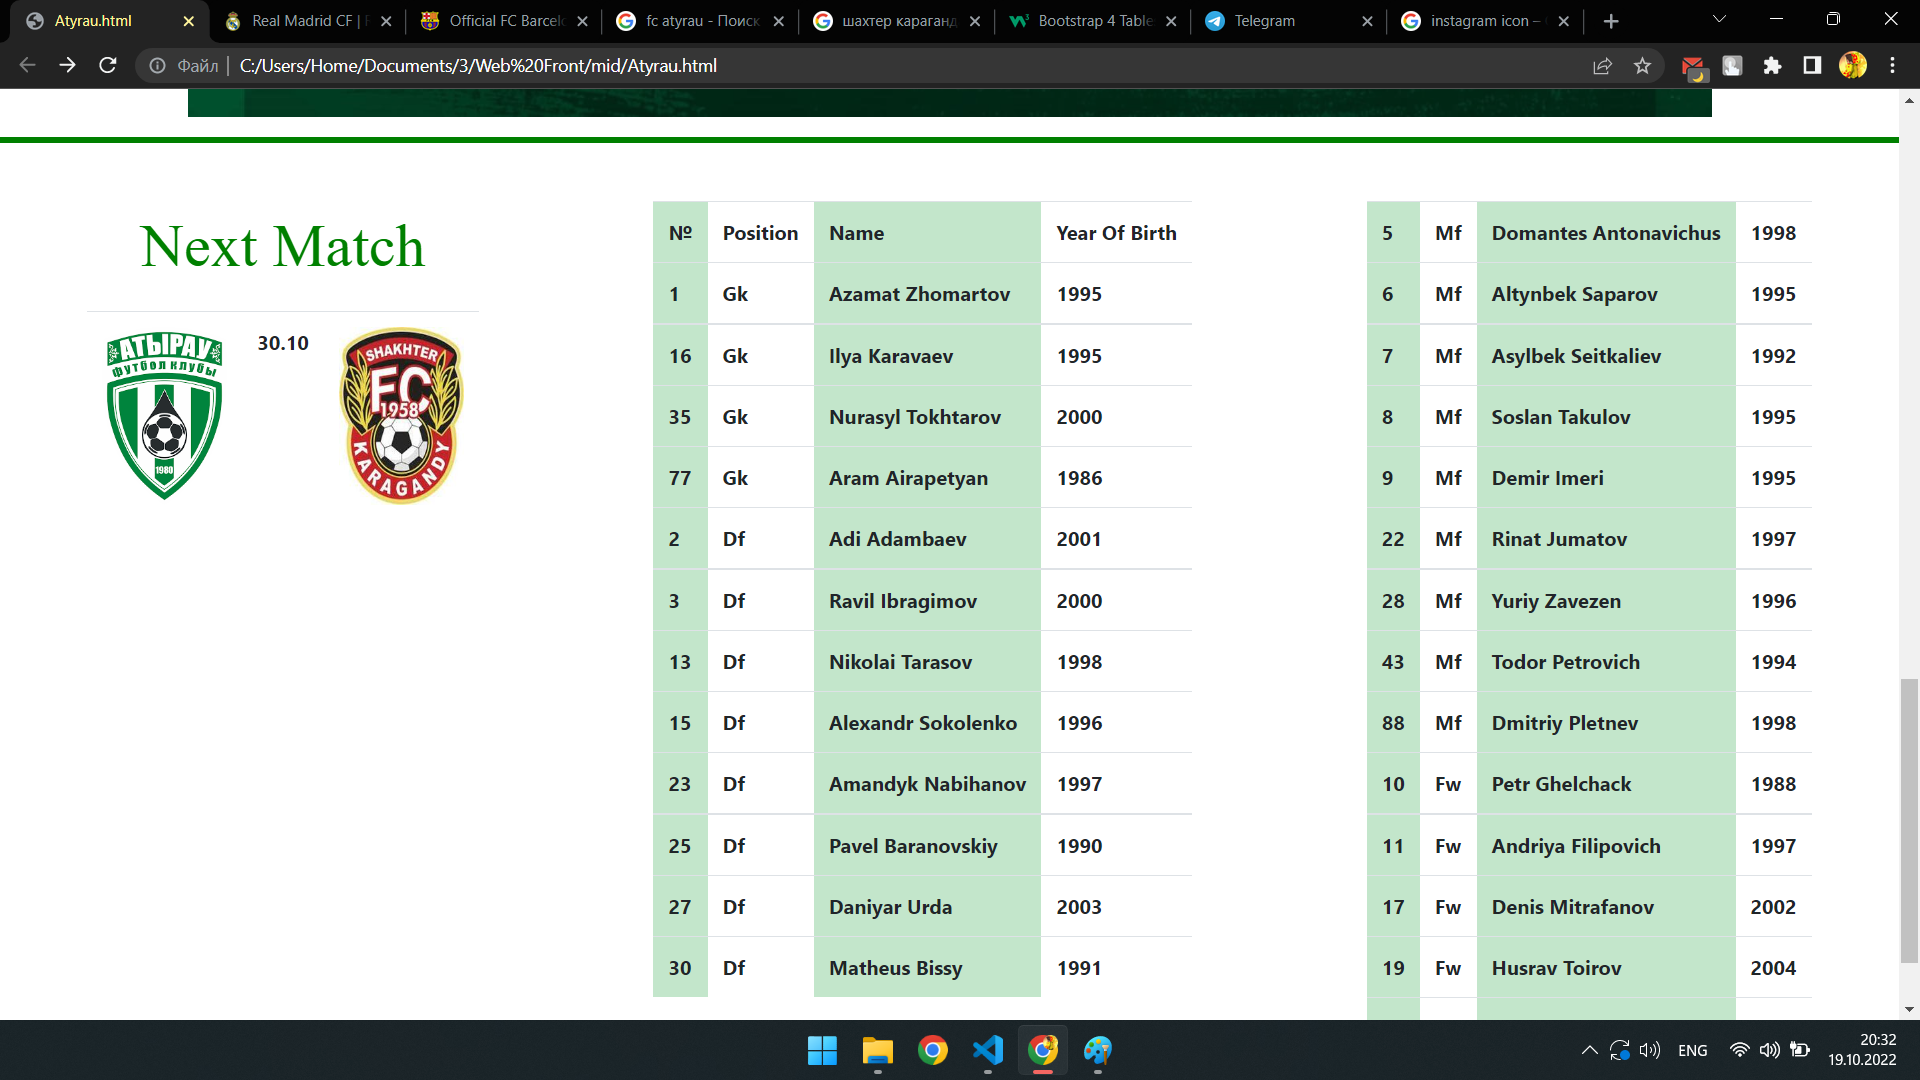 Atyrau.html
Real Madrid CF | 
Official FC Barcel
fc atyrau - Поиск
шахтер караганд
Bootstrap 4 Table
Telegram
instagram icon –
Файл | C:/Users/Home/Documents/3/Web%20Front/mid/Atyrau.html
Next Match
АТЫРАУ
футбол клубы
1980
30.10
SHAKHTER
FC
1958
KARAGANDY
№ Position Name Year Of Birth
1 Gk Azamat Zhomartov 1995
16 Gk Ilya Karavaev 1995
35 Gk Nurasyl Tokhtarov 2000
77 Gk Aram Airapetyan 1986
2 Df Adi Adambaev 2001
3 Df Ravil Ibragimov 2000
13 Df Nikolai Tarasov 1998
15 Df Alexandr Sokolenko 1996
23 Df Amandyk Nabihanov 1997
25 Df Pavel Baranovskiy 1990
27 Df Daniyar Urda 2003
30 Df Matheus Bissy 1991
5 Mf Domantes Antonavichus 1998
6 Mf Altynbek Saparov 1995
7 Mf Asylbek Seitkaliev 1992
8 Mf Soslan Takulov 1995
9 Mf Demir Imeri 1995
22 Mf Rinat Jumatov 1997
28 Mf Yuriy Zavezen 1996
43 Mf Todor Petrovich 1994
88 Mf Dmitriy Pletnev 1998
10 Fw Petr Ghelchack 1988
11 Fw Andriya Filipovich 1997
17 Fw Denis Mitrafanov 2002
19 Fw Husrav Toirov 2004
ENG
20:32
19.10.2022